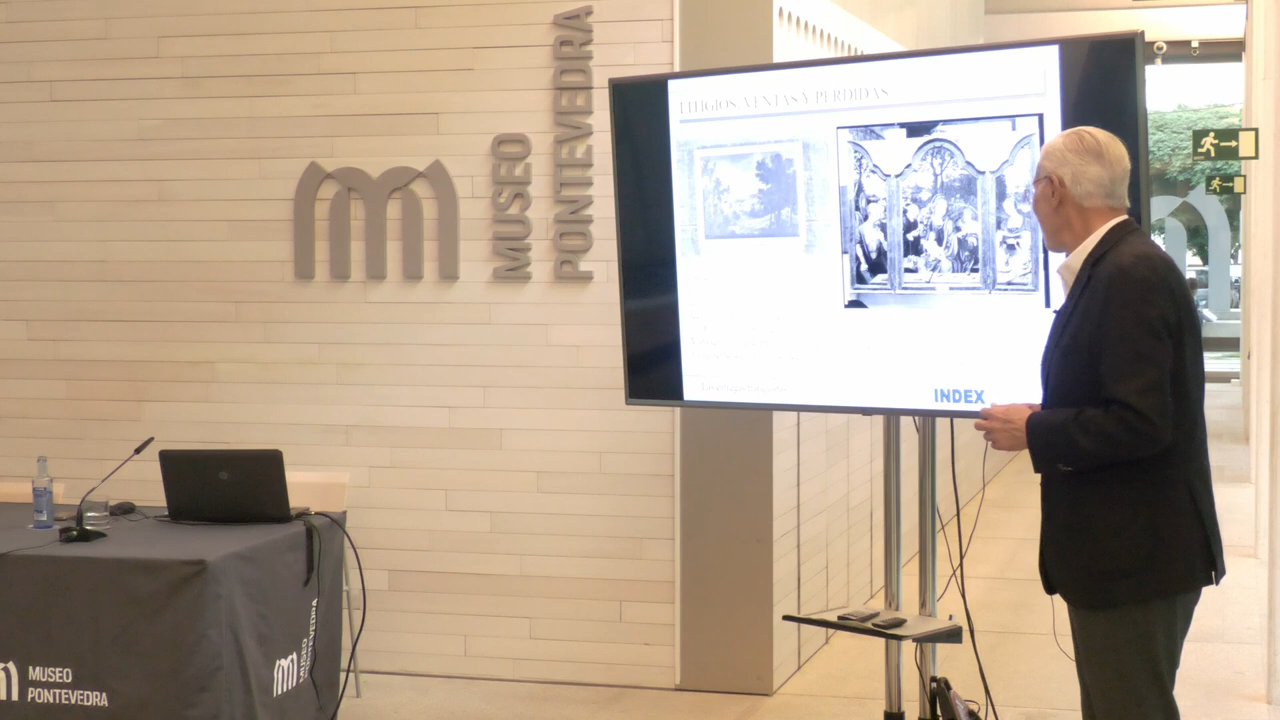 MUSEO
PONTEVEDRA
LITIGIOS, VENTAS Y PERDIDAS
INDEX
MUSEO
PONTEVEDRA
MUSEO
PONTEVEDRA